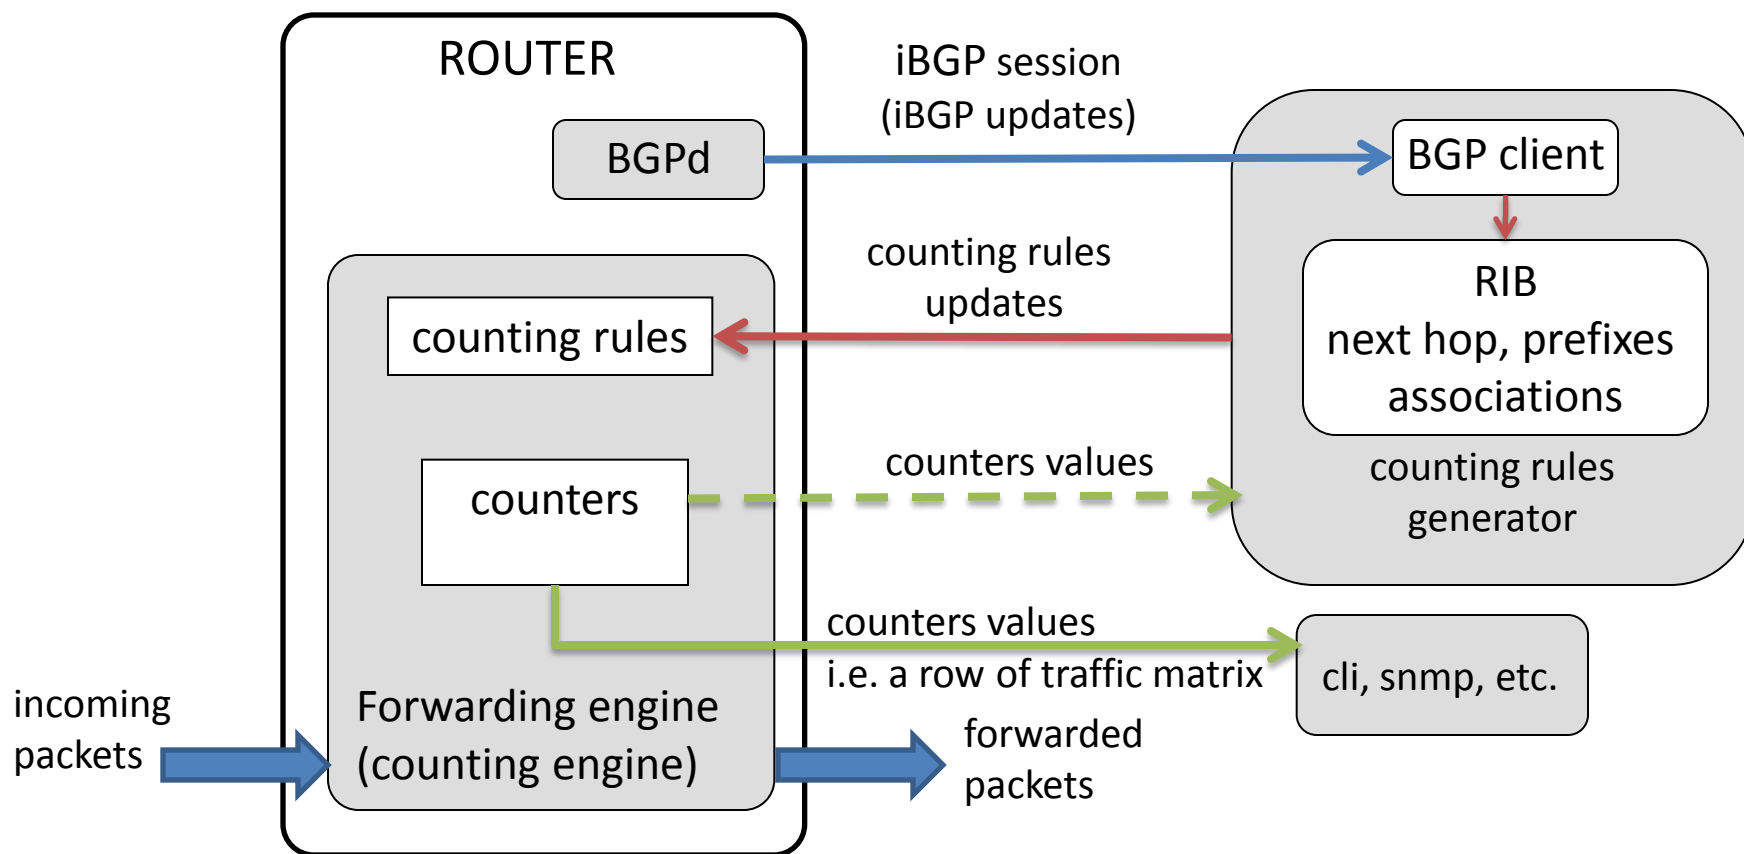 ROUTER
iBGP session
(iBGP updates)
BGPd
BGP client
counting rules
updates
RIB
next hop, prefixes
associations
counting rules
counters values
counting rules
generator
counters
counters values
i.e. a row of traffic matrix
cli, snmp, etc.
incoming
packets
Forwarding engine
(counting engine)
forwarded
packets